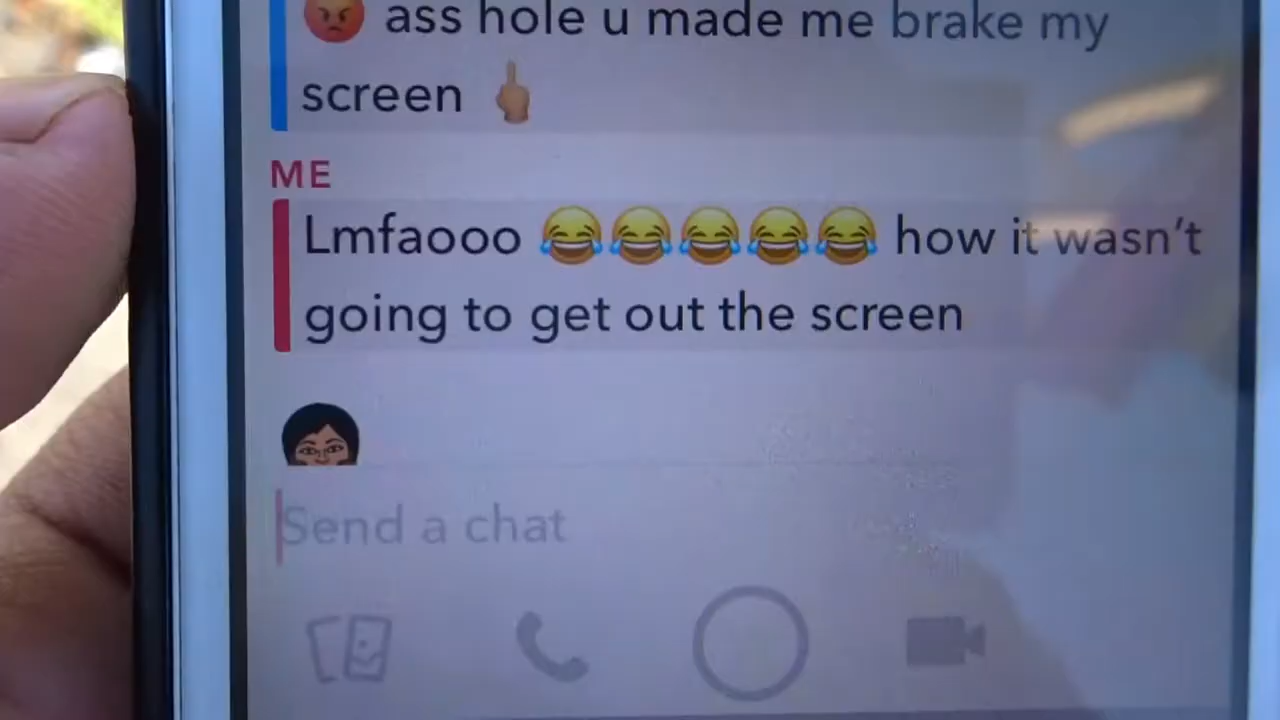 😡 ass hole u made me brake my
screen 🖕🏽
ME
Lmfaooo 😂😂😂😂😂 how it wasn't
going to get out the screen
Send a chat